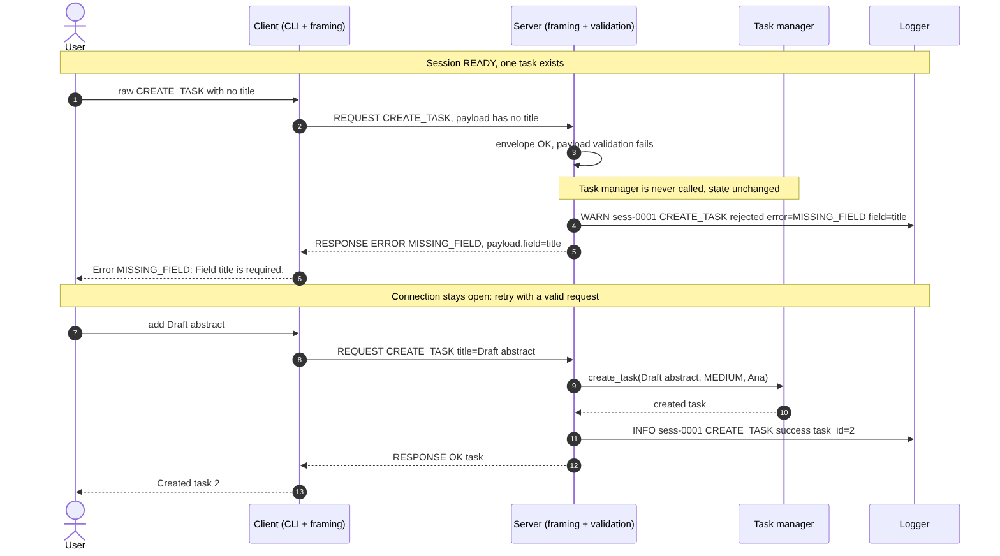 User
Client (CLI + framing)
Server (framing + validation)
Task manager
Logger
Session READY, one task exists
1
raw CREATE_TASK with no title
2
REQUEST CREATE_TASK, payload has no title
envelope OK, payload validation fails
3
Task manager is never called, state unchanged
4
WARN sess-0001 CREATE_TASK rejected error=MISSING_FIELD field=title
RESPONSE ERROR MISSING_FIELD, payload.field=title
5
Error MISSING_FIELD: Field title is required.
6
Connection stays open: retry with a valid request
7
add Draft abstract
8
REQUEST CREATE_TASK title=Draft abstract
9
create_task(Draft abstract, MEDIUM, Ana)
created task
10
11
INFO sess-0001 CREATE_TASK success task_id=2
RESPONSE OK task
12
Created task 2
13
User
Client (CLI + framing)
Server (framing + validation)
Task manager
Logger